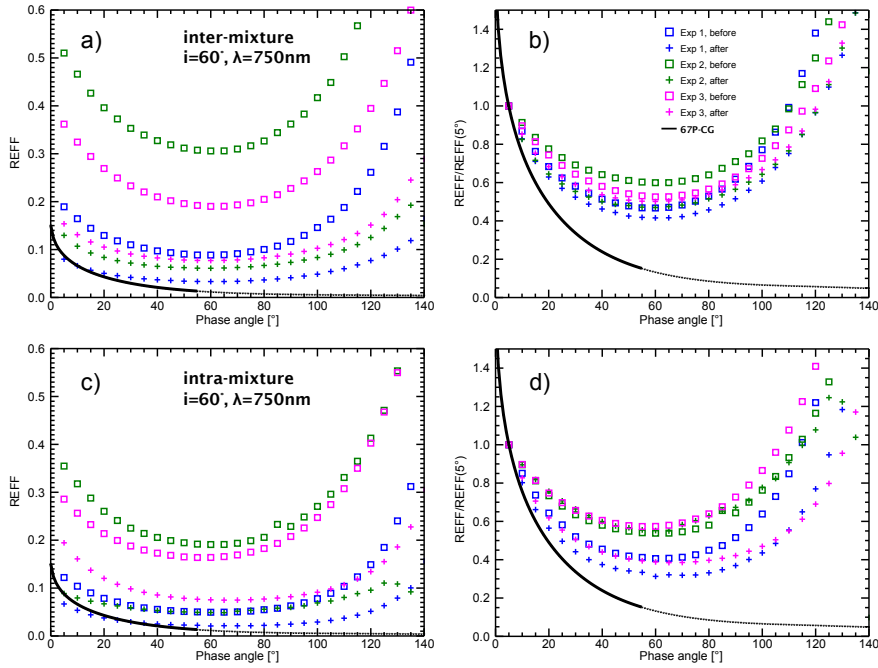 a)
inter-mixture
i=60°, λ=750nm
REFF
0.6
0.5
0.4
0.3
0.2
0.1
0.0
0 20 40 60 80 100 120 140
Phase angle [°]
b)
Exp 1, before
Exp 1, after
Exp 2, before
Exp 2, after
Exp 3, before
Exp 3, after
67P-CG
REFF/REFF(5°)
1.4
1.2
1.0
0.8
0.6
0.4
0.2
0.0
0 20 40 60 80 100 120 140
Phase angle [°]
c)
intra-mixture
i=60°, λ=750nm
REFF
0.6
0.5
0.4
0.3
0.2
0.1
0.0
0 20 40 60 80 100 120 140
Phase angle [°]
d)
REFF/REFF(5°)
1.4
1.2
1.0
0.8
0.6
0.4
0.2
0.0
0 20 40 60 80 100 120 140
Phase angle [°]